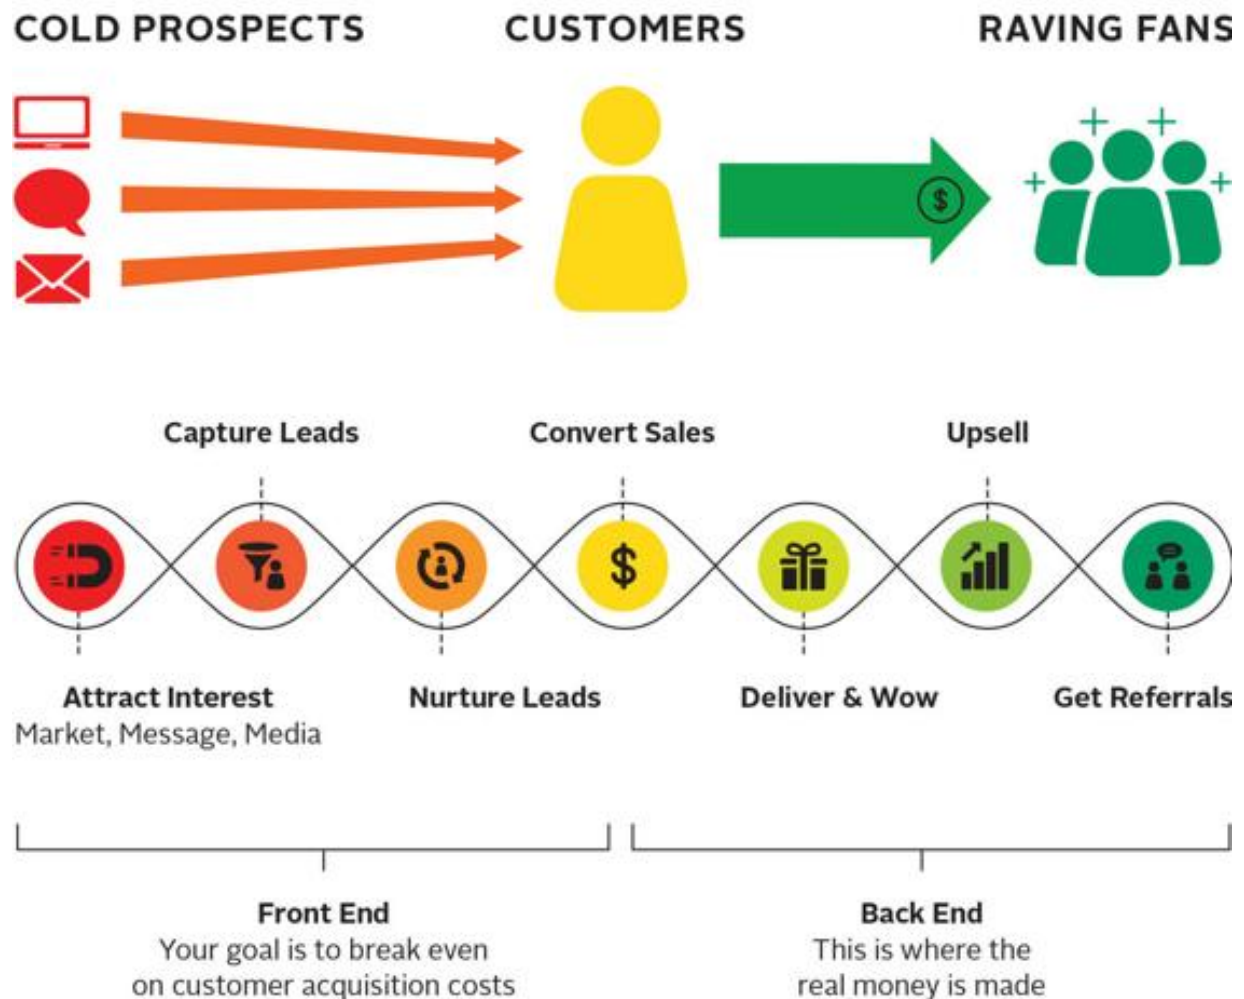 COLD PROSPECTS
CUSTOMERS
RAVING FANS
$
Capture Leads
Convert Sales
Upsell
$
Attract Interest
Market, Message, Media
Nurture Leads
Deliver & Wow
Get Referrals
Front End
Your goal is to break even
on customer acquisition costs
Back End
This is where the
real money is made